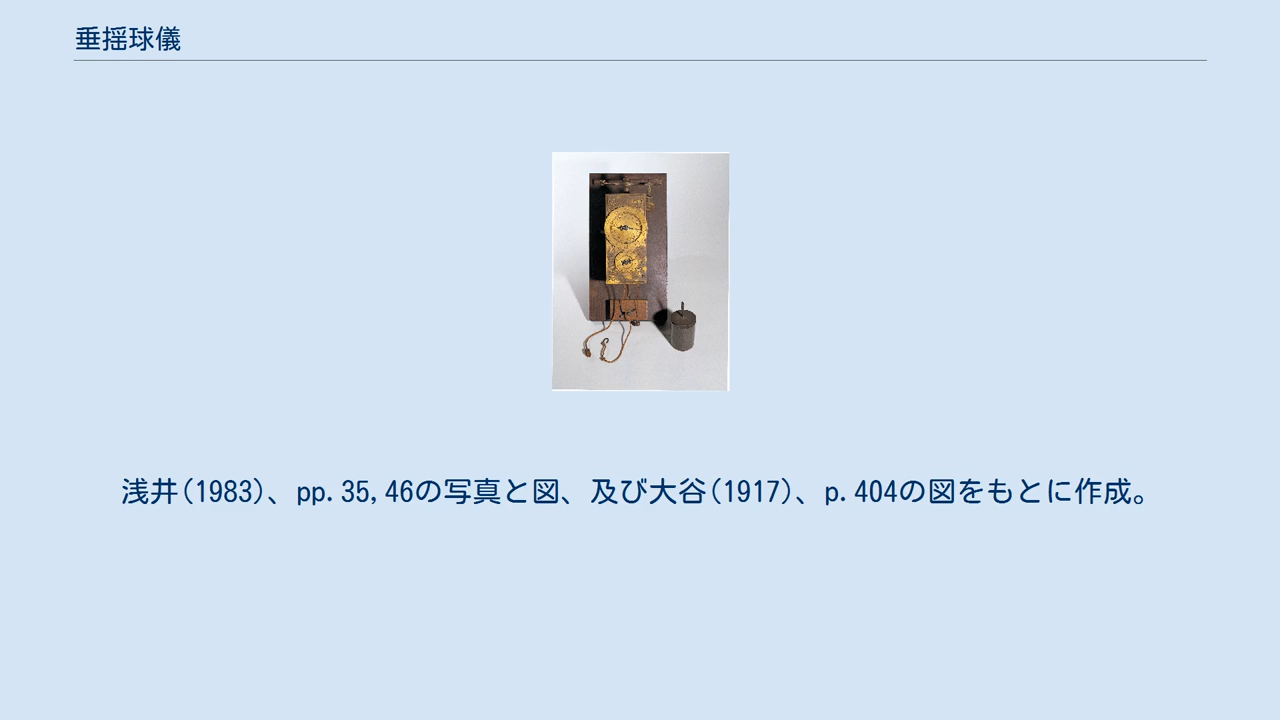 垂揺球儀
浅井(1983)、pp.35,46の写真と図、及び大谷(1917)、p.404の図をもとに作成。